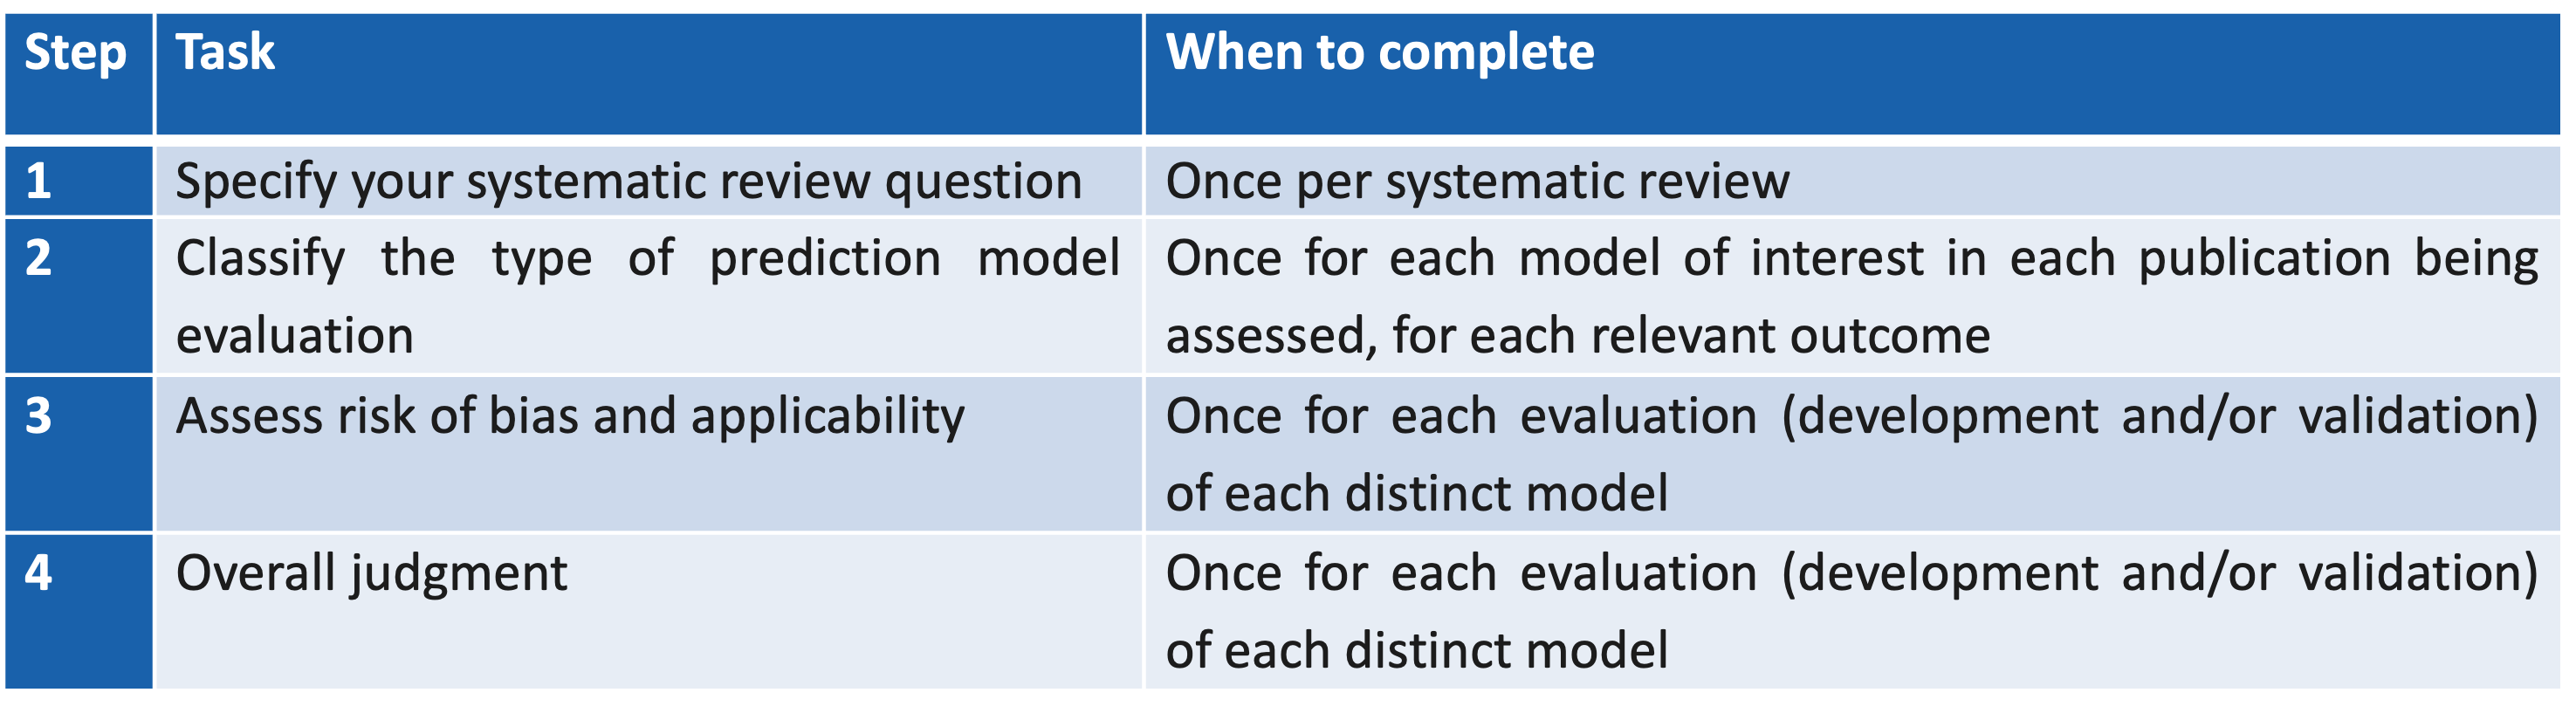 Step Task When to complete
1 Specify your systematic review question Once per systematic review
2 Classify the type of prediction model Once for each model of interest in each publication being
evaluation assessed, for each relevant outcome
3 Assess risk of bias and applicability Once for each evaluation (development and/or validation)
of each distinct model
4 Overall judgment Once for each evaluation (development and/or validation)
of each distinct model